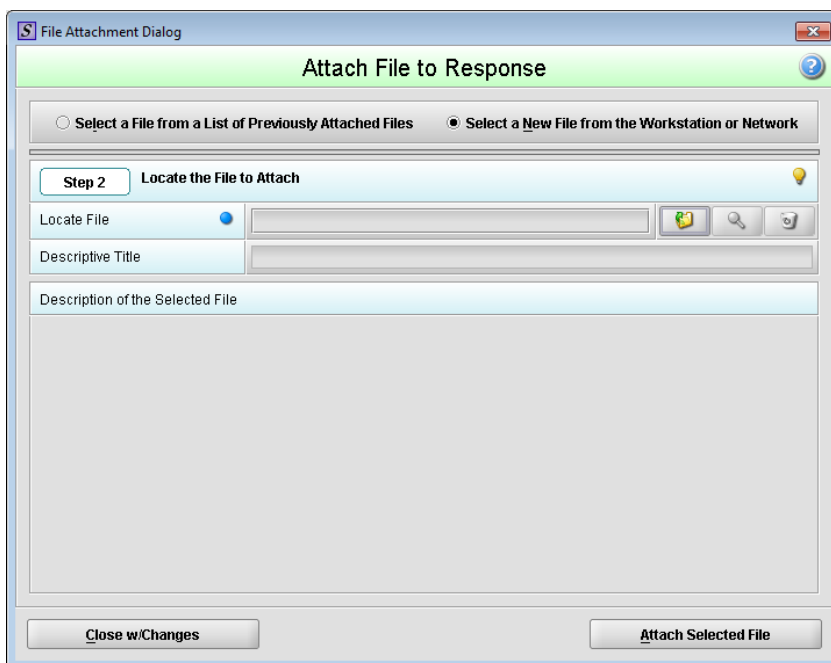 S File Attachment Dialog
Attach File to Response
?
Select a File from a List of Previously Attached Files Select a New File from the Workstation or Network
Step 2 Locate the File to Attach
Locate File
Descriptive Title
Description of the Selected File
Close w/Changes Attach Selected File